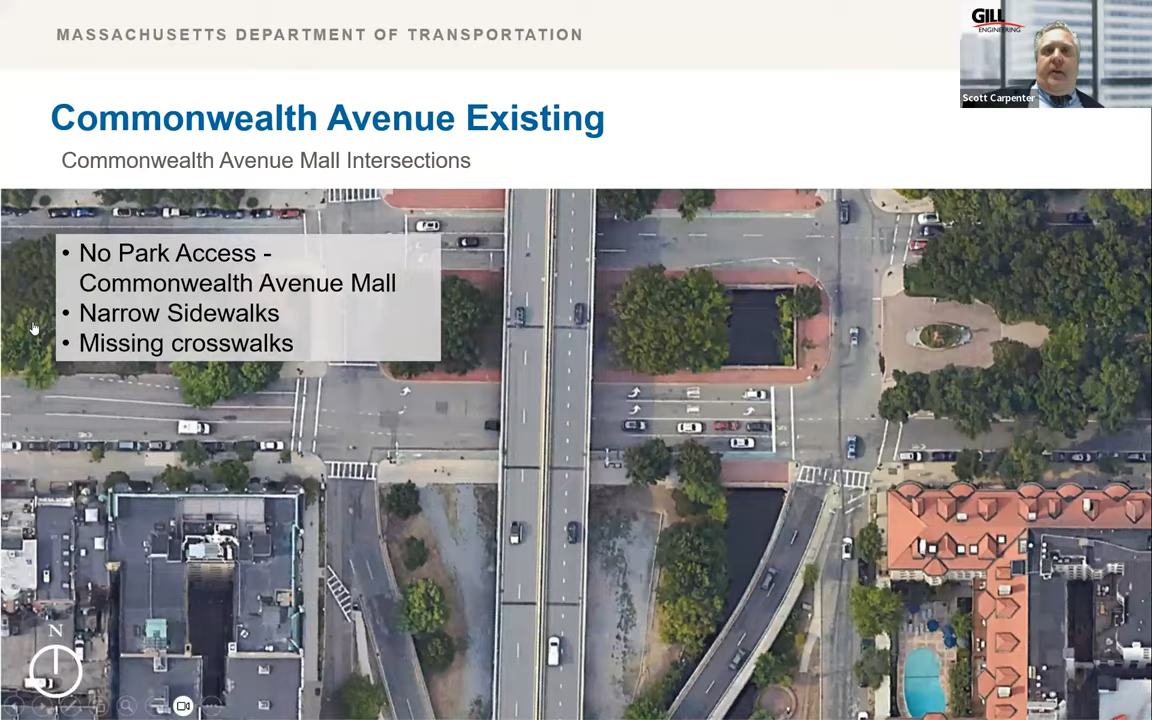 MASSACHUSETTS DEPARTMENT OF TRANSPORTATION
GILL
ENGINEERING
Scott Carpenter
Commonwealth Avenue Existing
Commonwealth Avenue Mall Intersections
• No Park Access -
Commonwealth Avenue Mall
• Narrow Sidewalks
• Missing crosswalks
N